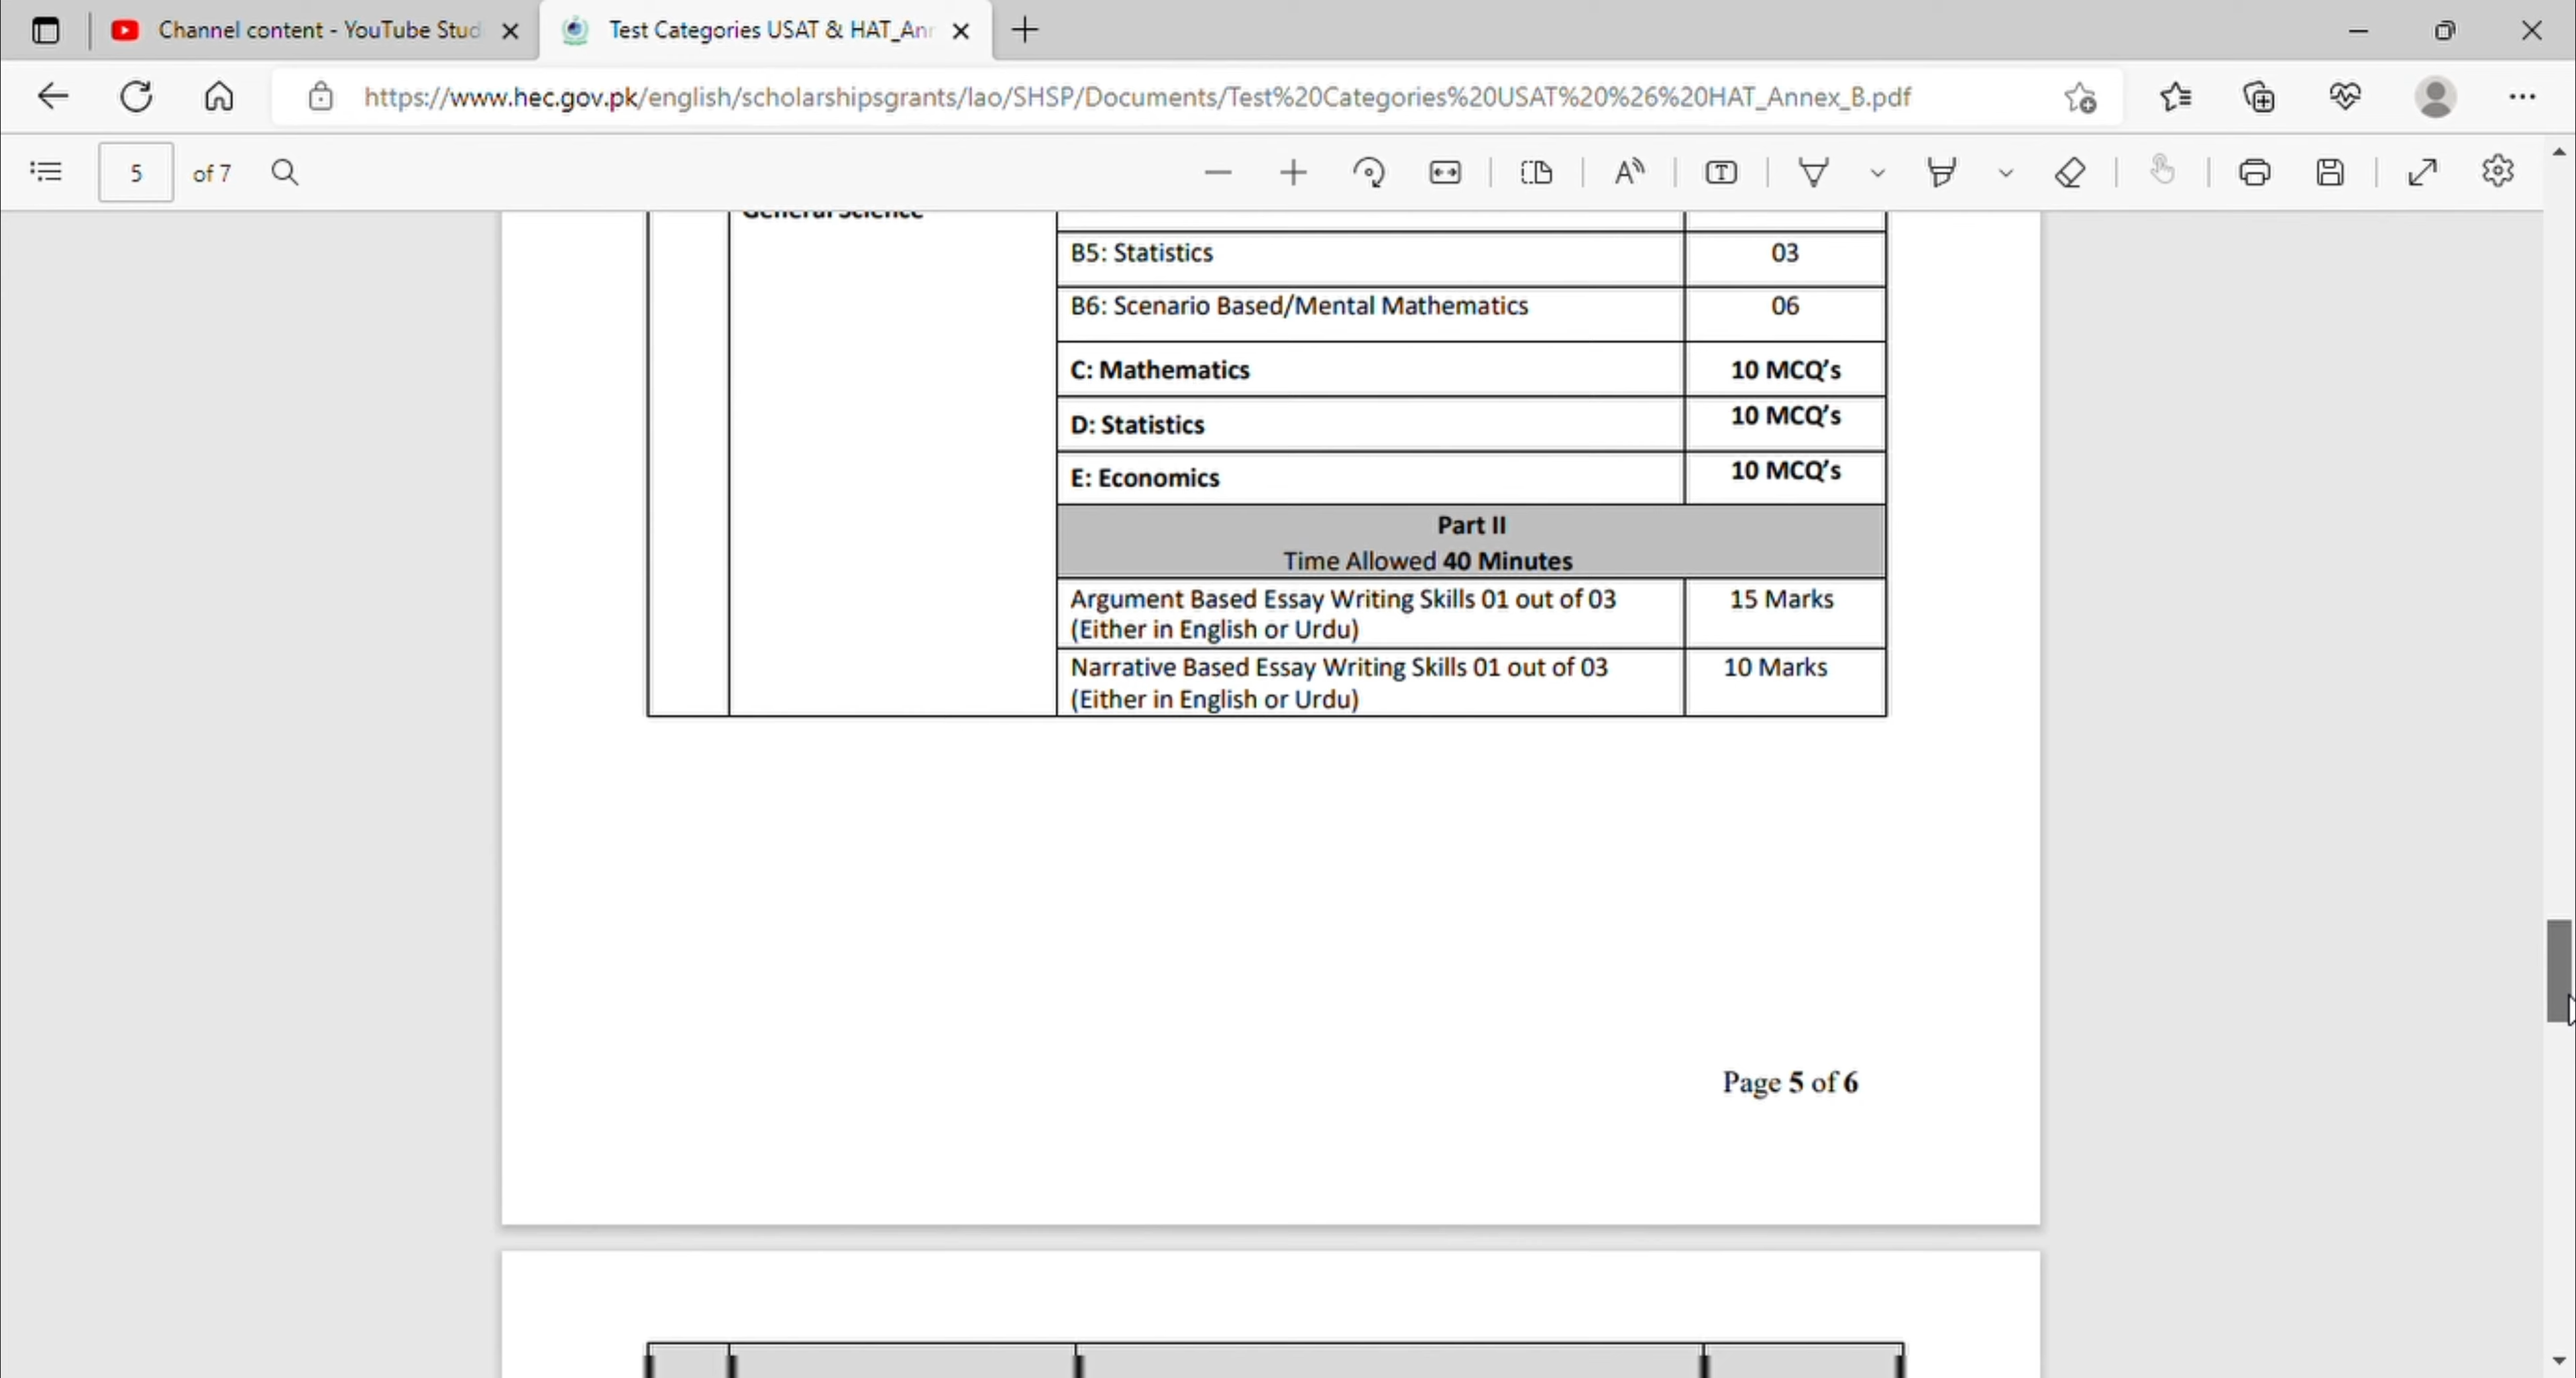 Channel content - YouTube Stud
Test Categories USAT & HAT_Ann
https://www.hec.gov.pk/english/scholarshipsgrants/lao/SHSP/Documents/Test%20Categories%20USAT%20%26%20HAT_Annex_B.pdf
5 of 7
General Science
B5: Statistics 03
B6: Scenario Based/Mental Mathematics 06
C: Mathematics 10 MCQ's
D: Statistics 10 MCQ's
E: Economics 10 MCQ's
Part II
Time Allowed 40 Minutes
Argument Based Essay Writing Skills 01 out of 03 15 Marks
(Either in English or Urdu)
Narrative Based Essay Writing Skills 01 out of 03 10 Marks
(Either in English or Urdu)
Page 5 of 6